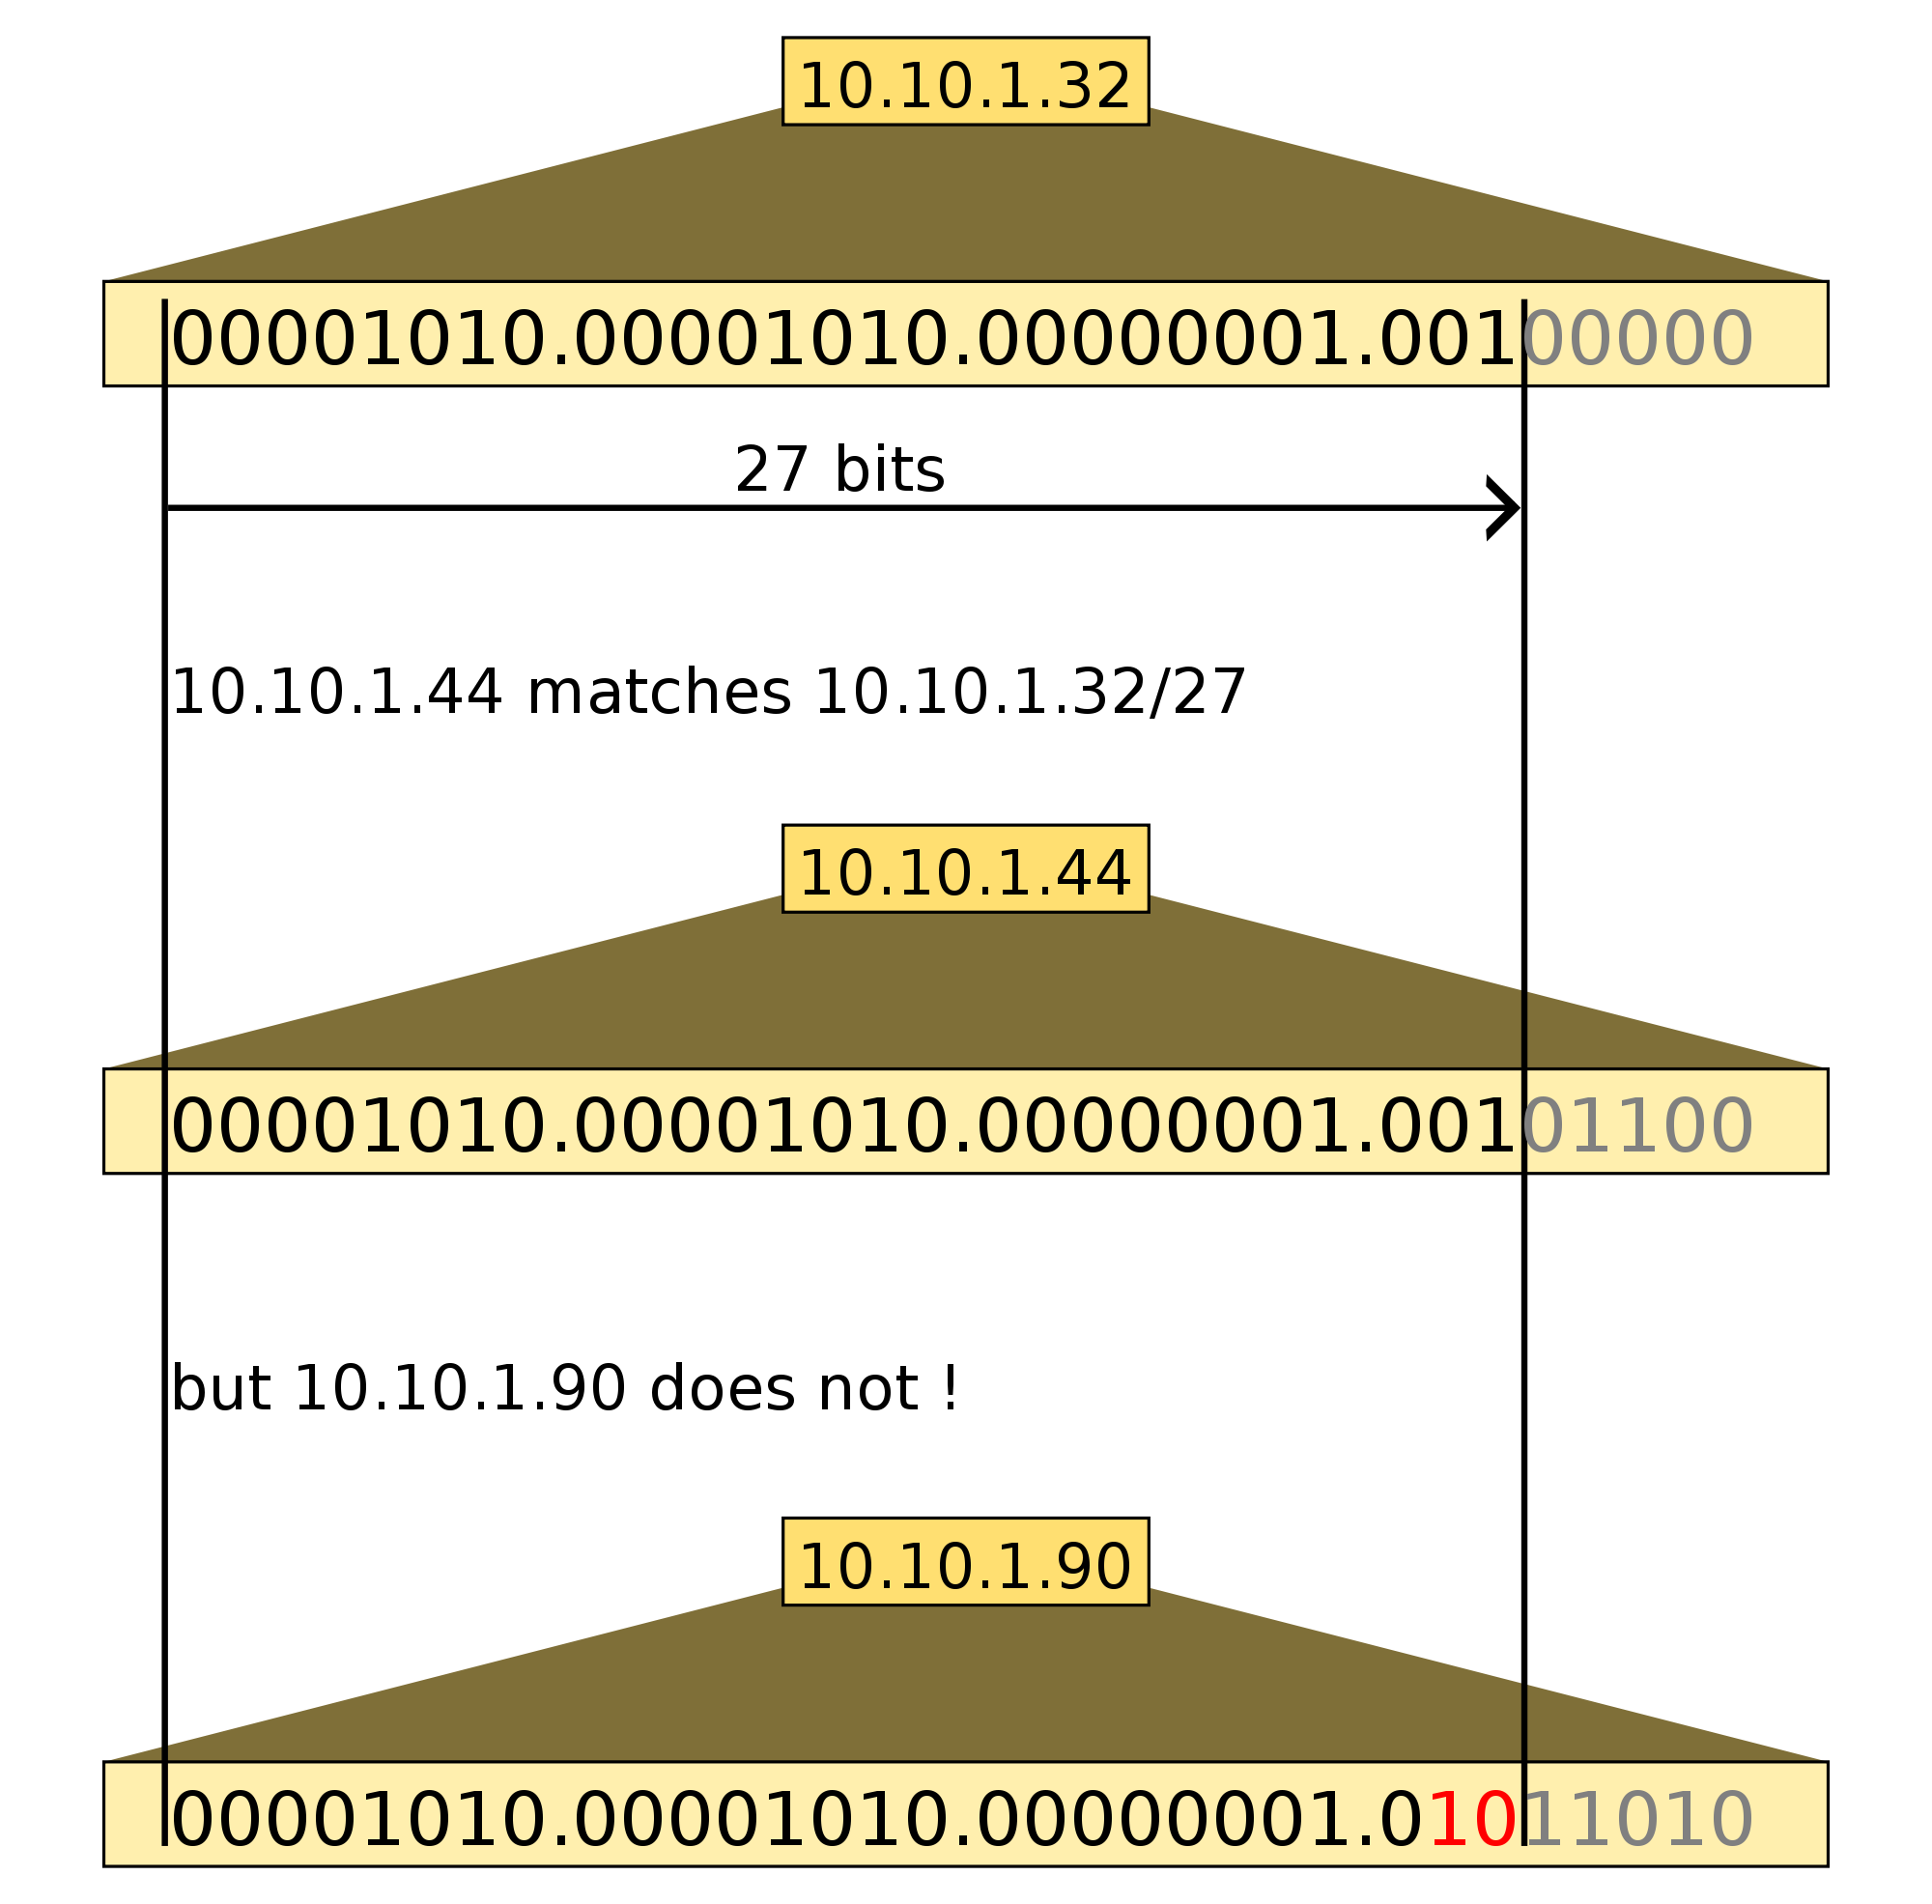 10.10.1.32
00001010.00001010.00000001.00100000
27 bits
10.10.1.44 matches 10.10.1.32/27
10.10.1.44
00001010.00001010.00000001.00101100
but 10.10.1.90 does not !
10.10.1.90
00001010.00001010.00000001.01011010